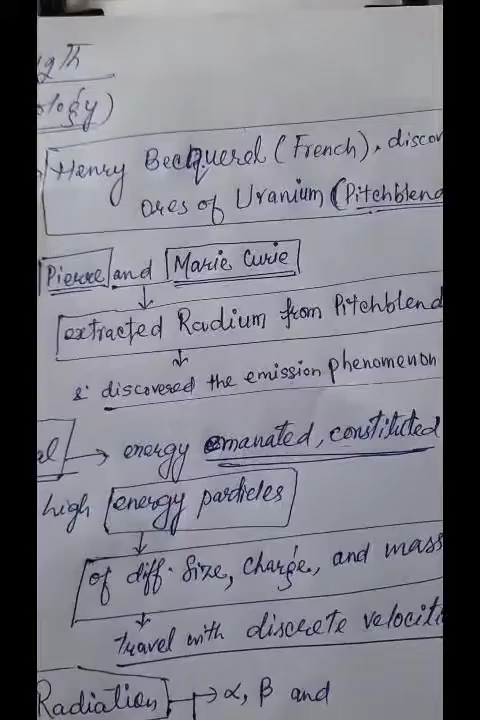 ology)
Henry Becquerel (French), discov
ores of Uranium (Pitchblend
Pierre and Marie Curie
extracted Radium from Pitchblend
& discovered the emission phenomenon
al → energy emanated, constituted
high energy particles
of diff. size, charge, and mass
travel with discrete velociti
Radiation → α, β and